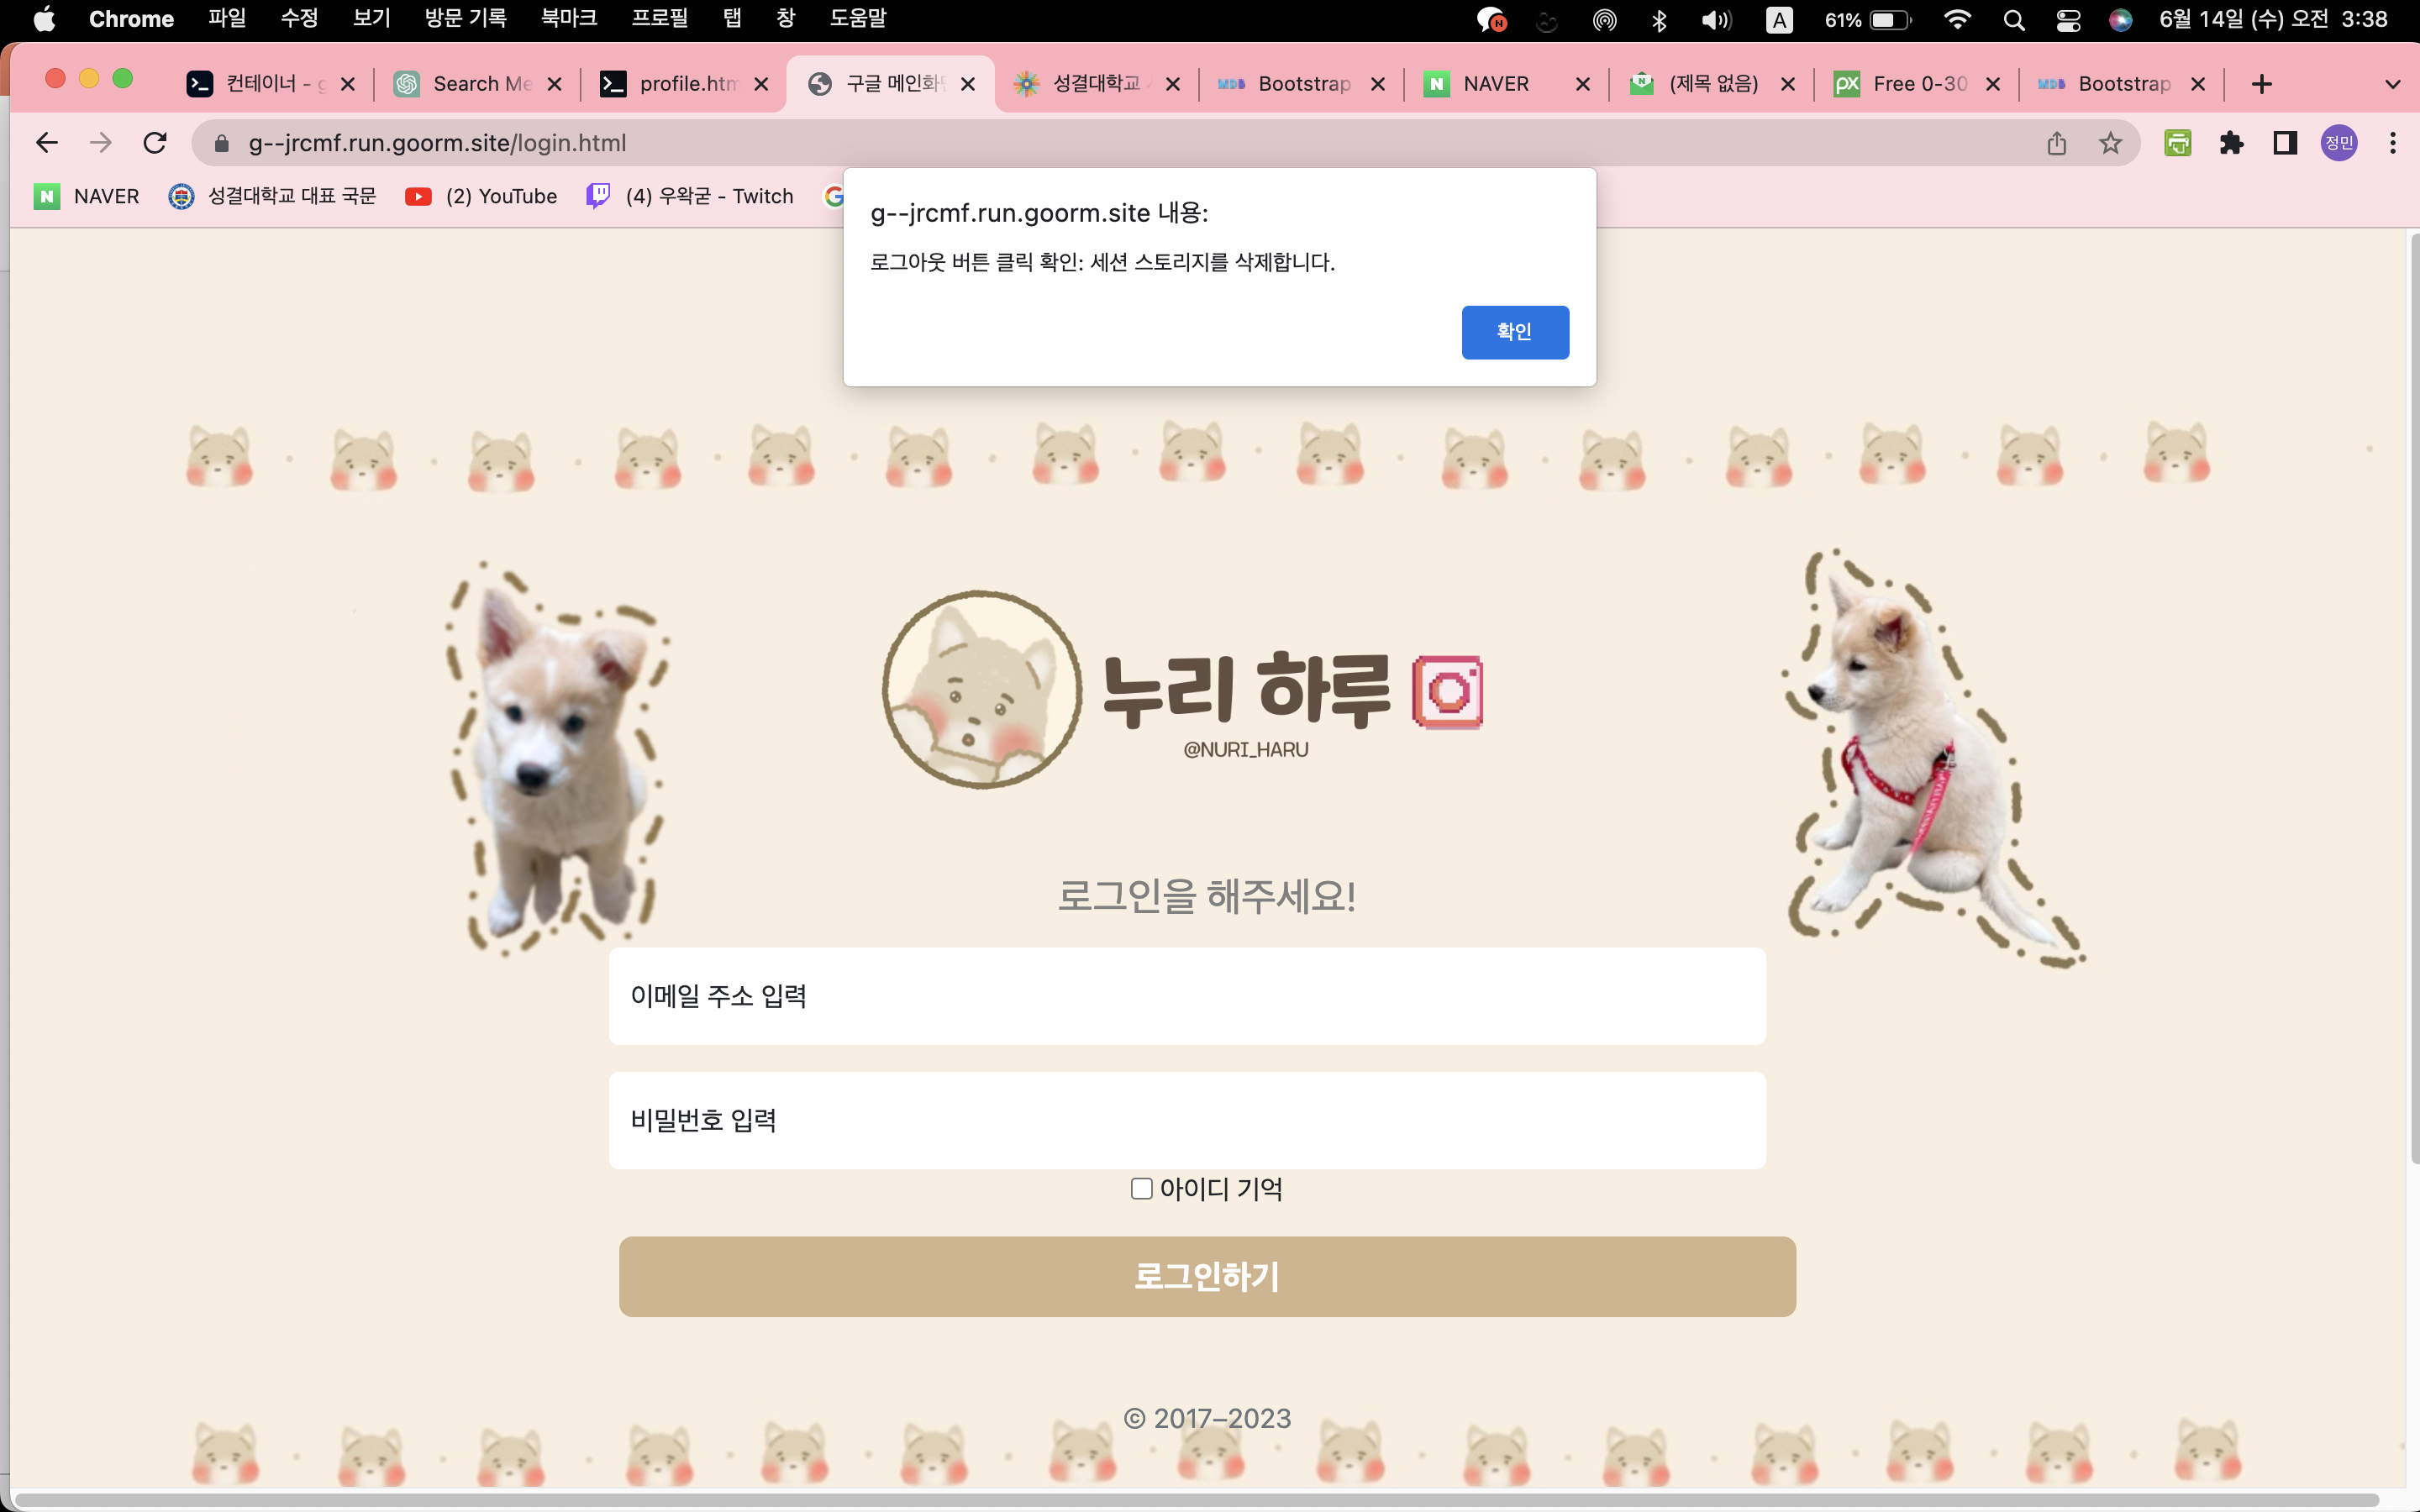 Chrome 파일 수정 보기 방문 기록 북마크 프로필 탭 창 도움말 A 61% 6월 14일 (수) 오전 3:38
컨테이너 - g Search Me profile.htm 구글 메인화면 성결대학교 Bootstrap NAVER (제목 없음) Free 0-30 Bootstrap
g--jrcmf.run.goorm.site/login.html 정민
NAVER 성결대학교 대표 국문 (2) YouTube (4) 우왁굳 - Twitch
g--jrcmf.run.goorm.site 내용:
로그아웃 버튼 클릭 확인: 세션 스토리지를 삭제합니다.
확인
누리 하루
@NURI_HARU
로그인을 해주세요!
이메일 주소 입력
비밀번호 입력
아이디 기억
로그인하기
© 2017–2023